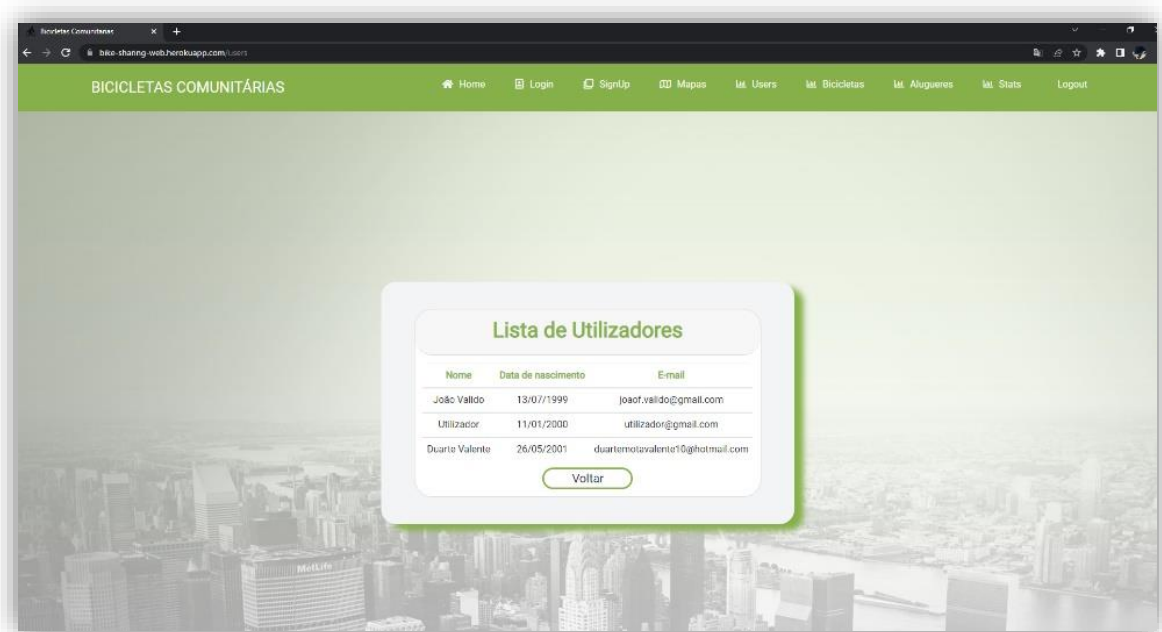 Bicicletas Comunitárias
bike-sharing-web.herokuapp.com/users
BICICLETAS COMUNITÁRIAS Home Login SignUp Mapas Users Bicicletas Alugueres Stats Logout
Lista de Utilizadores
Nome Data de nascimento E-mail
João Valido 13/07/1999 joaof.valido@gmail.com
Utilizador 11/01/2000 utilizador@gmail.com
Duarte Valente 26/05/2001 duartemotavalente10@hotmail.com
Voltar
MetLife